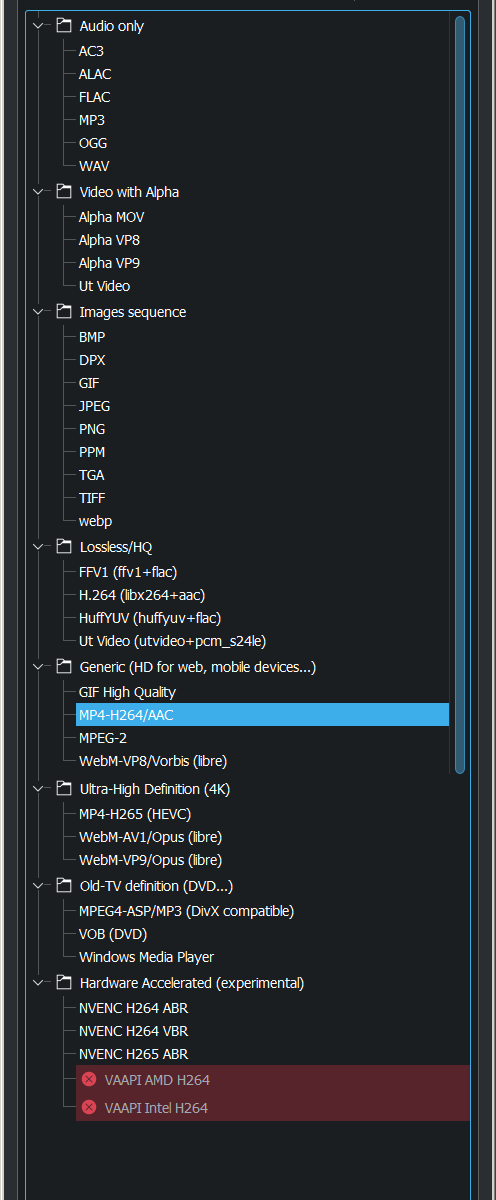 Audio only
AC3
ALAC
FLAC
MP3
OGG
WAV
Video with Alpha
Alpha MOV
Alpha VP8
Alpha VP9
Ut Video
Images sequence
BMP
DPX
GIF
JPEG
PNG
PPM
TGA
TIFF
webp
Lossless/HQ
FFV1 (ffv1+flac)
H.264 (libx264+aac)
HuffYUV (huffyuv+flac)
Ut Video (utvideo+pcm_s24le)
Generic (HD for web, mobile devices...)
GIF High Quality
MP4-H264/AAC
MPEG-2
WebM-VP8/Vorbis (libre)
Ultra-High Definition (4K)
MP4-H265 (HEVC)
WebM-AV1/Opus (libre)
WebM-VP9/Opus (libre)
Old-TV definition (DVD...)
MPEG4-ASP/MP3 (DivX compatible)
VOB (DVD)
Windows Media Player
Hardware Accelerated (experimental)
NVENC H264 ABR
NVENC H264 VBR
NVENC H265 ABR
VAAPI AMD H264
VAAPI Intel H264